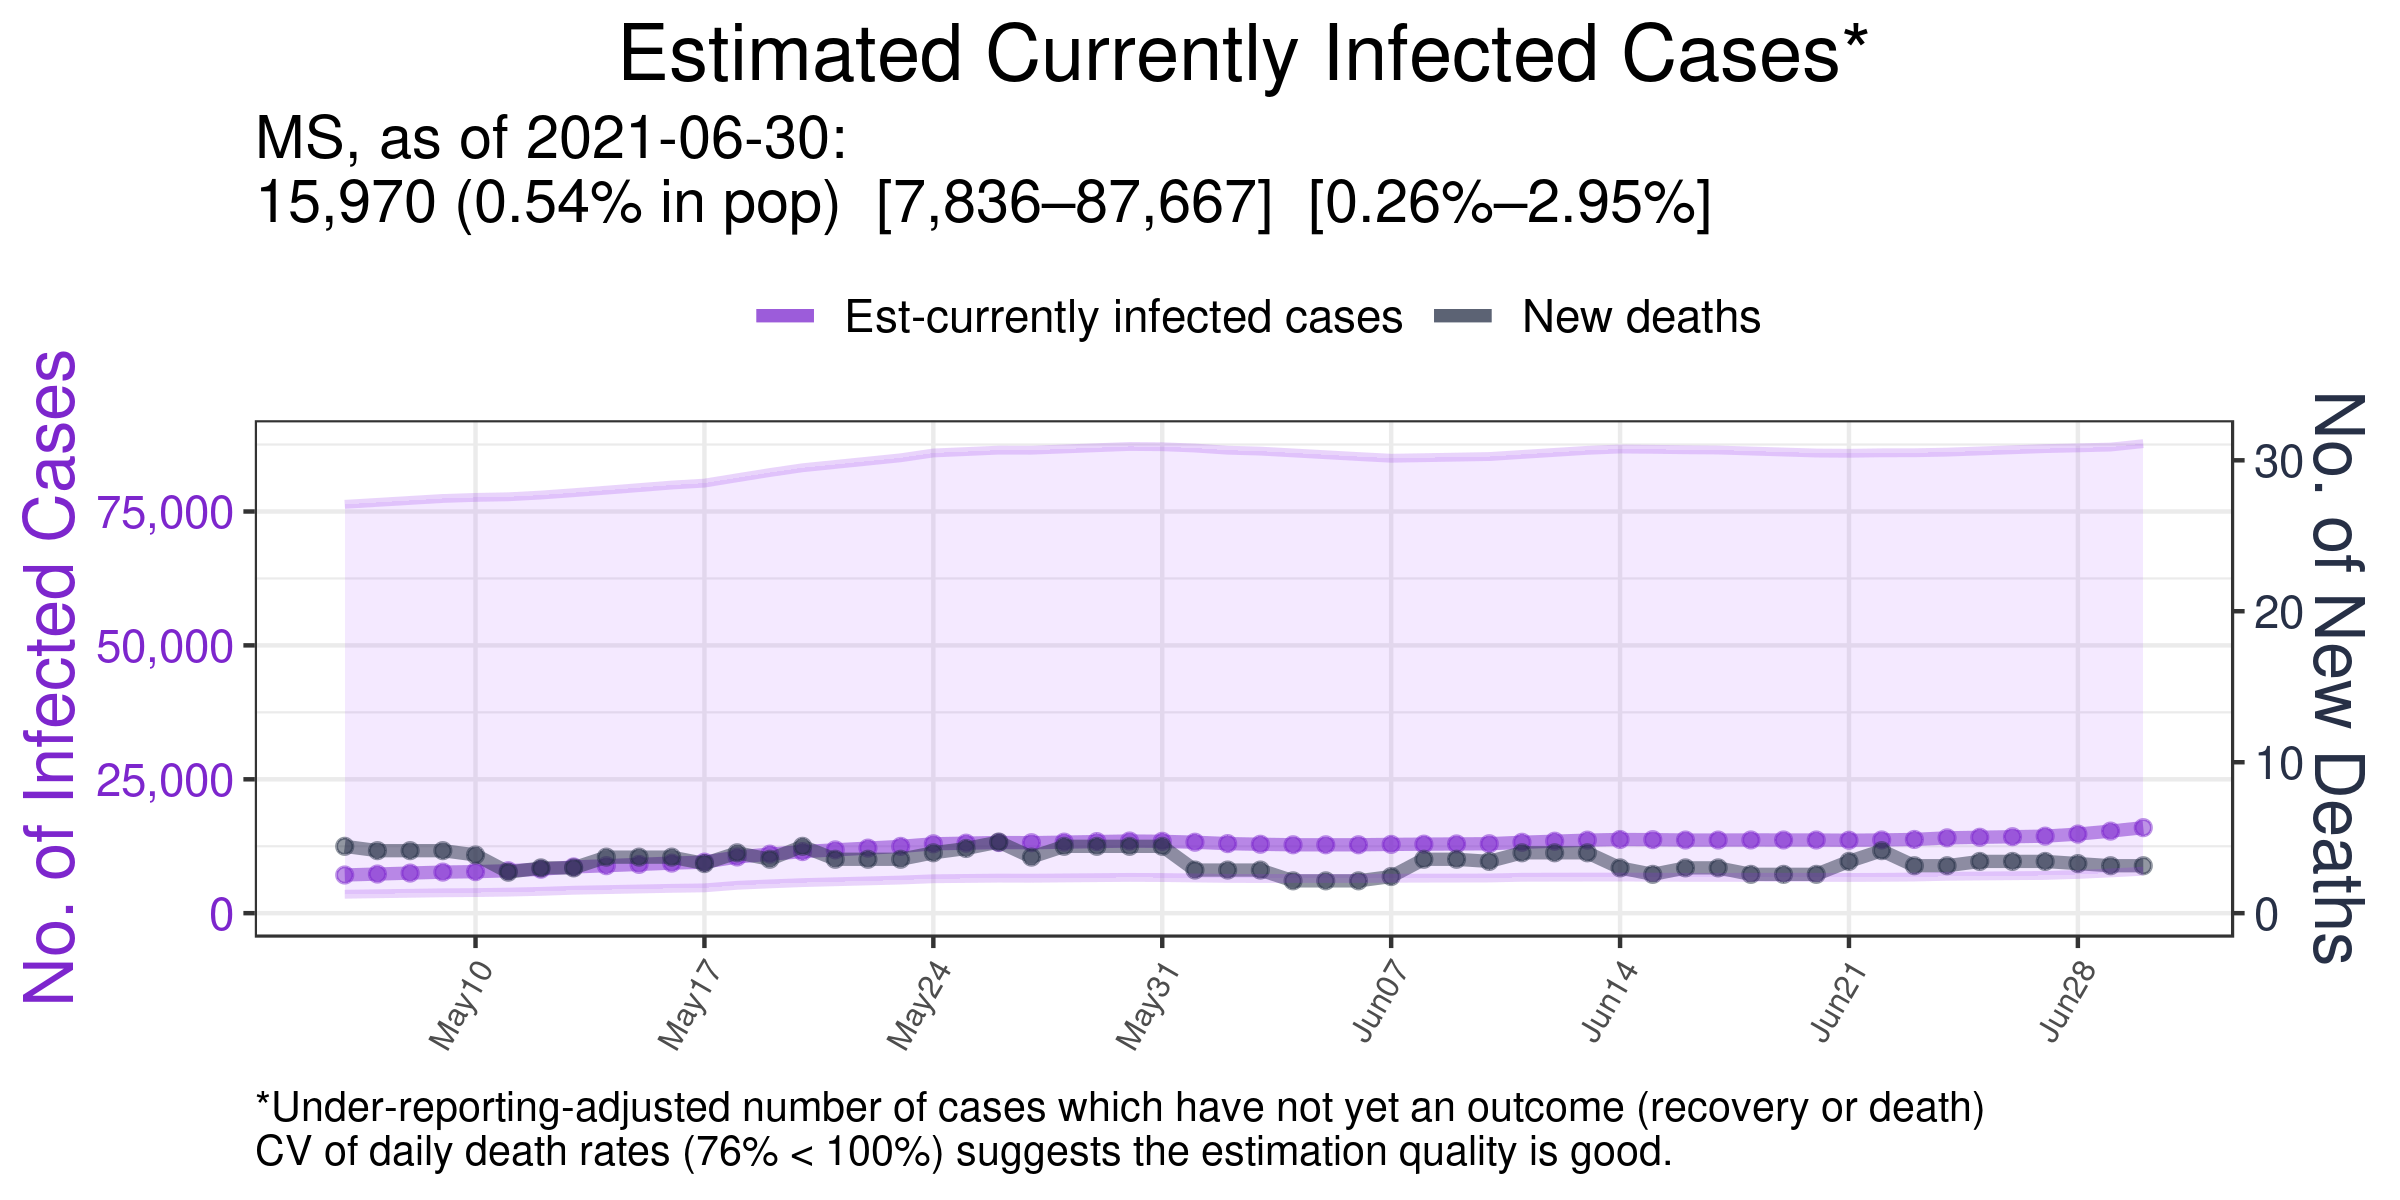 Estimated Currently Infected Cases*
MS, as of 2021-06-30:
15,970 (0.54% in pop)  [7,836–87,667]  [0.26%–2.95%]
Est-currently infected cases
New deaths
No. of Infected Cases
75,000
50,000
25,000
0
30
20
10
0
No. of New Deaths
May10
May17
May24
May31
Jun07
Jun14
Jun21
Jun28
*Under-reporting-adjusted number of cases which have not yet an outcome (recovery or death)
CV of daily death rates (76% < 100%) suggests the estimation quality is good.